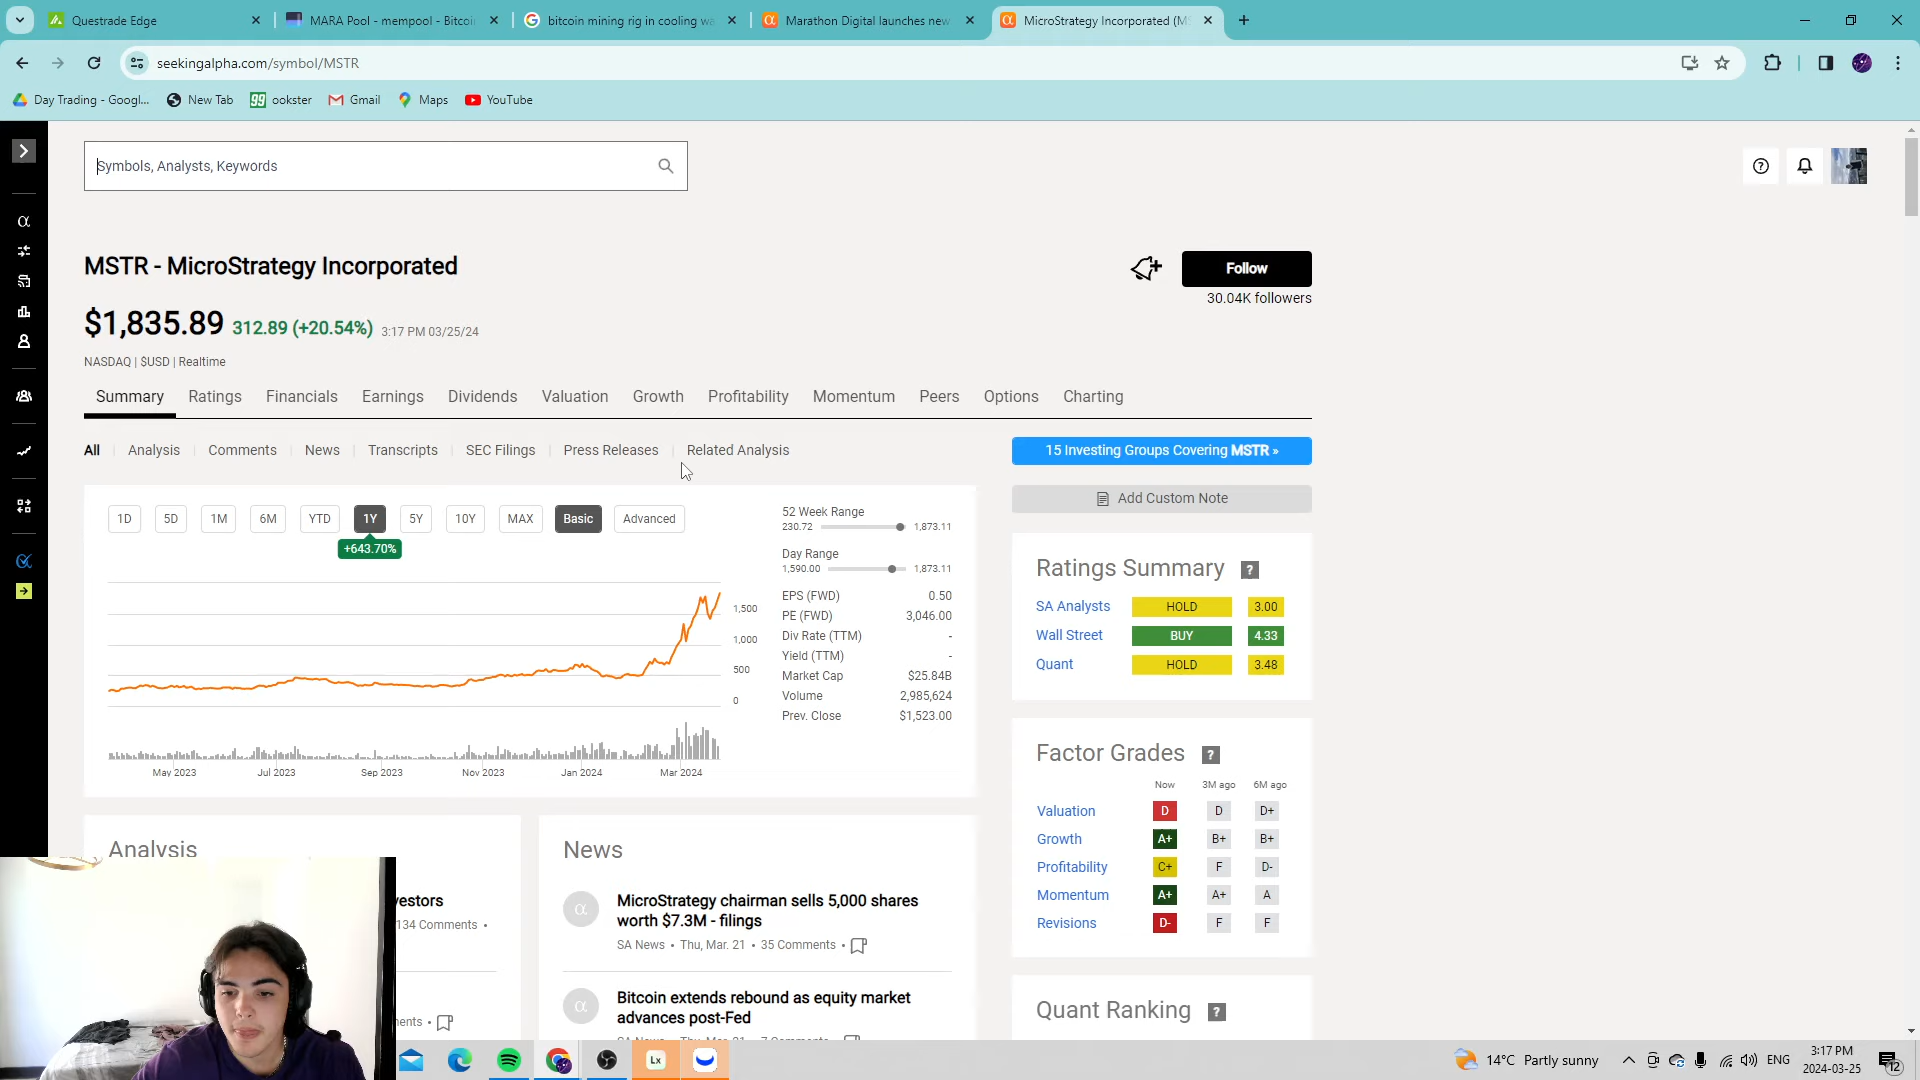 Questrade Edge
MARA Pool - mempool - Bitcoi
bitcoin mining rig in cooling wa
Marathon Digital launches new
MicroStrategy Incorporated (MS
seekingalpha.com/symbol/MSTR
Day Trading - Googl...
New Tab
ookster
Gmail
Maps
YouTube
Symbols, Analysts, Keywords
MSTR - MicroStrategy Incorporated
Follow
30.04K followers
$1,835.89 312.89 (+20.54%) 3:17 PM 03/25/24
NASDAQ | $USD | Realtime
Summary Ratings Financials Earnings Dividends Valuation Growth Profitability Momentum Peers Options Charting
All | Analysis | Comments | News | Transcripts | SEC Filings | Press Releases | Related Analysis
15 Investing Groups Covering MSTR »
Add Custom Note
1D 5D 1M 6M YTD 1Y 5Y 10Y MAX Basic Advanced
+643.70%
1,500
1,000
500
0
May 2023 Jul 2023 Sep 2023 Nov 2023 Jan 2024 Mar 2024
52 Week Range
230.72 1,873.11
Day Range
1,590.00 1,873.11
EPS (FWD) 0.50
PE (FWD) 3,046.00
Div Rate (TTM) -
Yield (TTM) -
Market Cap $25.84B
Volume 2,985,624
Prev. Close $1,523.00
Ratings Summary ?
SA Analysts HOLD 3.00
Wall Street BUY 4.33
Quant HOLD 3.48
Factor Grades ?
Now 3M ago 6M ago
Valuation D D D+
Growth A+ B+ B+
Profitability C+ F D-
Momentum A+ A+ A
Revisions D- F F
Quant Ranking ?
Analysis
vestors
134 Comments •
ents •
News
MicroStrategy chairman sells 5,000 shares
worth $7.3M - filings
SA News • Thu, Mar. 21 • 35 Comments •
Bitcoin extends rebound as equity market
advances post-Fed
SA News • Thu, Mar. 21 • 7 Comments •
Lx
14°C Partly sunny
ENG
3:17 PM
2024-03-25
12